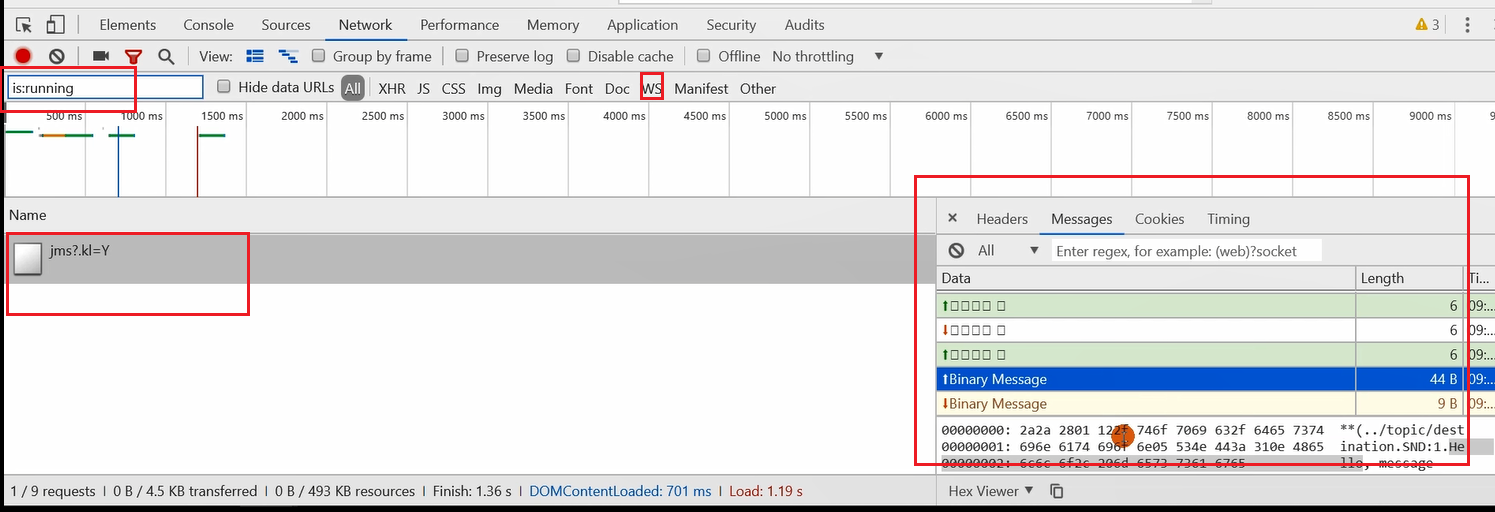 Elements Console Sources Network Performance Memory Application Security Audits 3
View: Group by frame Preserve log Disable cache Offline No throttling
is:running Hide data URLs All XHR JS CSS Img Media Font Doc WS Manifest Other
500 ms 1000 ms 1500 ms 2000 ms 2500 ms 3000 ms 3500 ms 4000 ms 4500 ms 5000 ms 5500 ms 6000 ms 6500 ms 7000 ms 7500 ms 8000 ms 8500 ms 9000 ms 9
Name
jms?.kl=Y
× Headers Messages Cookies Timing
All Enter regex, for example: (web)?socket
Data Length Ti...
6 09:...
6 09:...
6 09:...
Binary Message 44 B 09:...
Binary Message 9 B 09:...
00000000: 2a2a 2801 122f 746f 7069 632f 6465 7374 **(../topic/dest
00000001: 696e 6174 696f 6e05 534e 443a 310e 4865 ination.SND:1.He
00000002: 6c6c 6f2c 206d 6573 7361 6765 llo, message
1 / 9 requests | 0 B / 4.5 KB transferred | 0 B / 493 KB resources | Finish: 1.36 s | DOMContentLoaded: 701 ms | Load: 1.19 s
Hex Viewer